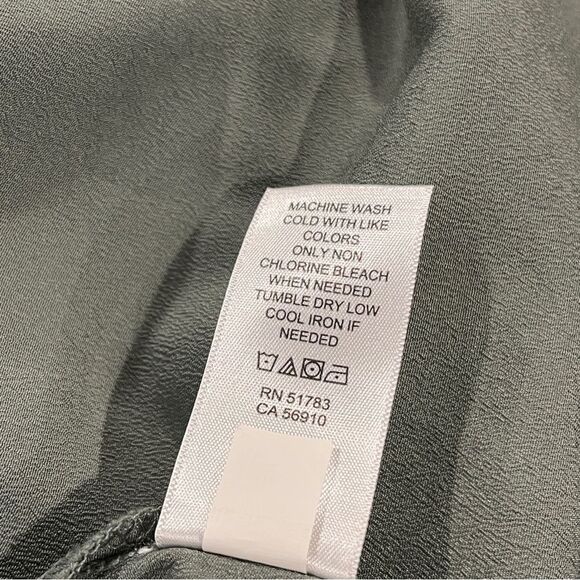 MACHINE WASH
COLD WITH LIKE
COLORS
ONLY NON
CHLORINE BLEACH
WHEN NEEDED
TUMBLE DRY LOW
COOL IRON IF
NEEDED
RN 51783
CA 56910